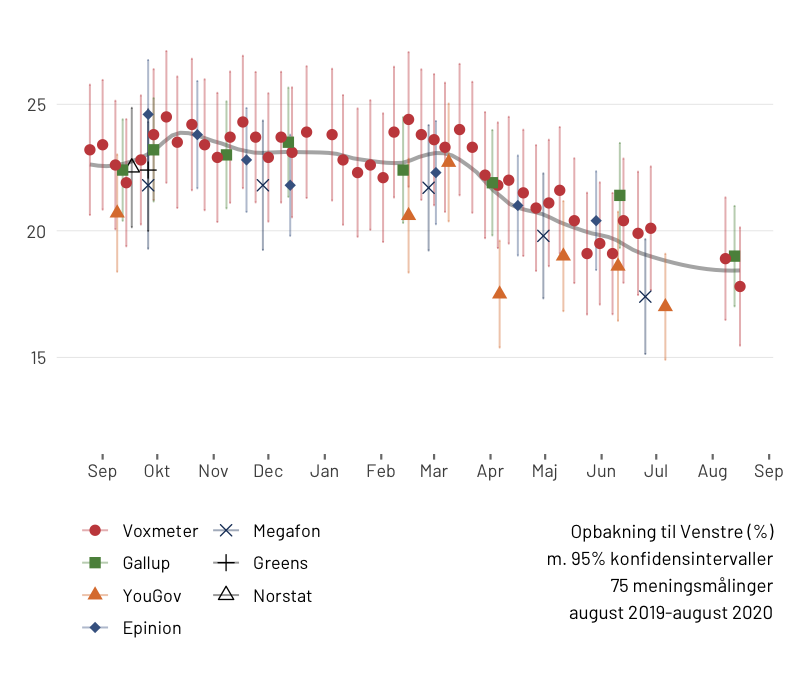 25
20
15
Sep Okt Nov Dec Jan Feb Mar Apr Maj Jun Jul Aug Sep
Voxmeter Megafon
Gallup Greens
YouGov Norstat
Epinion
Opbakning til Venstre (%)
m. 95% konfidensintervaller
75 meningsmålinger
august 2019-august 2020